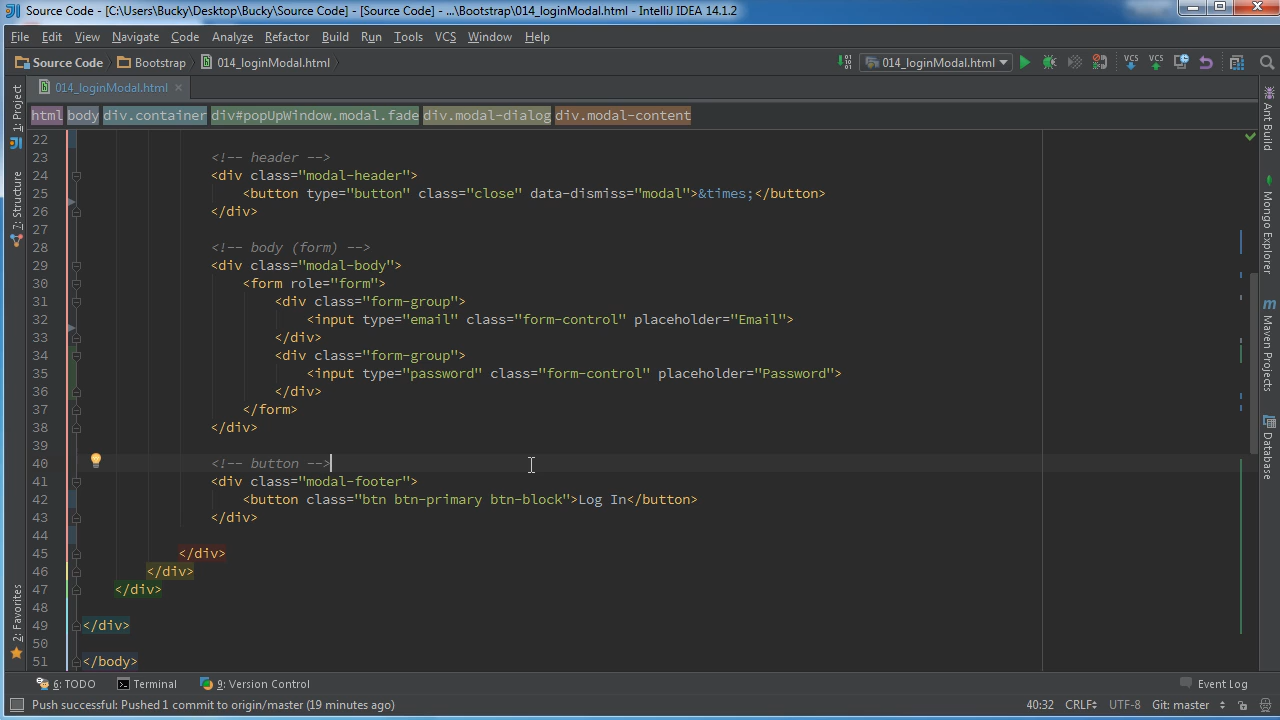 Source Code - [C:\Users\Bucky\Desktop\Bucky\Source Code] - [Source Code] - ...\Bootstrap\014_loginModal.html - IntelliJ IDEA 14.1.2
File Edit View Navigate Code Analyze Refactor Build Run Tools VCS Window Help
Source Code Bootstrap 014_loginModal.html 014_loginModal.html VCS VCS
014_loginModal.html
html body div.container div#popUpWindow.modal.fade div.modal-dialog div.modal-content
22
23 <!-- header -->
24 <div class="modal-header">
25 <button type="button" class="close" data-dismiss="modal">&times;</button>
26 </div>
27
28 <!-- body (form) -->
29 <div class="modal-body">
30 <form role="form">
31 <div class="form-group">
32 <input type="email" class="form-control" placeholder="Email">
33 </div>
34 <div class="form-group">
35 <input type="password" class="form-control" placeholder="Password">
36 </div>
37 </form>
38 </div>
39
40 <!-- button -->
41 <div class="modal-footer">
42 <button class="btn btn-primary btn-block">Log In</button>
43 </div>
44
45 </div>
46 </div>
47 </div>
48
49 </div>
50
51 </body>
1: Project
7: Structure
2: Favorites
Ant Build
Mongo Explorer
Maven Projects
Database
6: TODO Terminal 9: Version Control Event Log
Push successful: Pushed 1 commit to origin/master (19 minutes ago) 40:32 CRLF UTF-8 Git: master